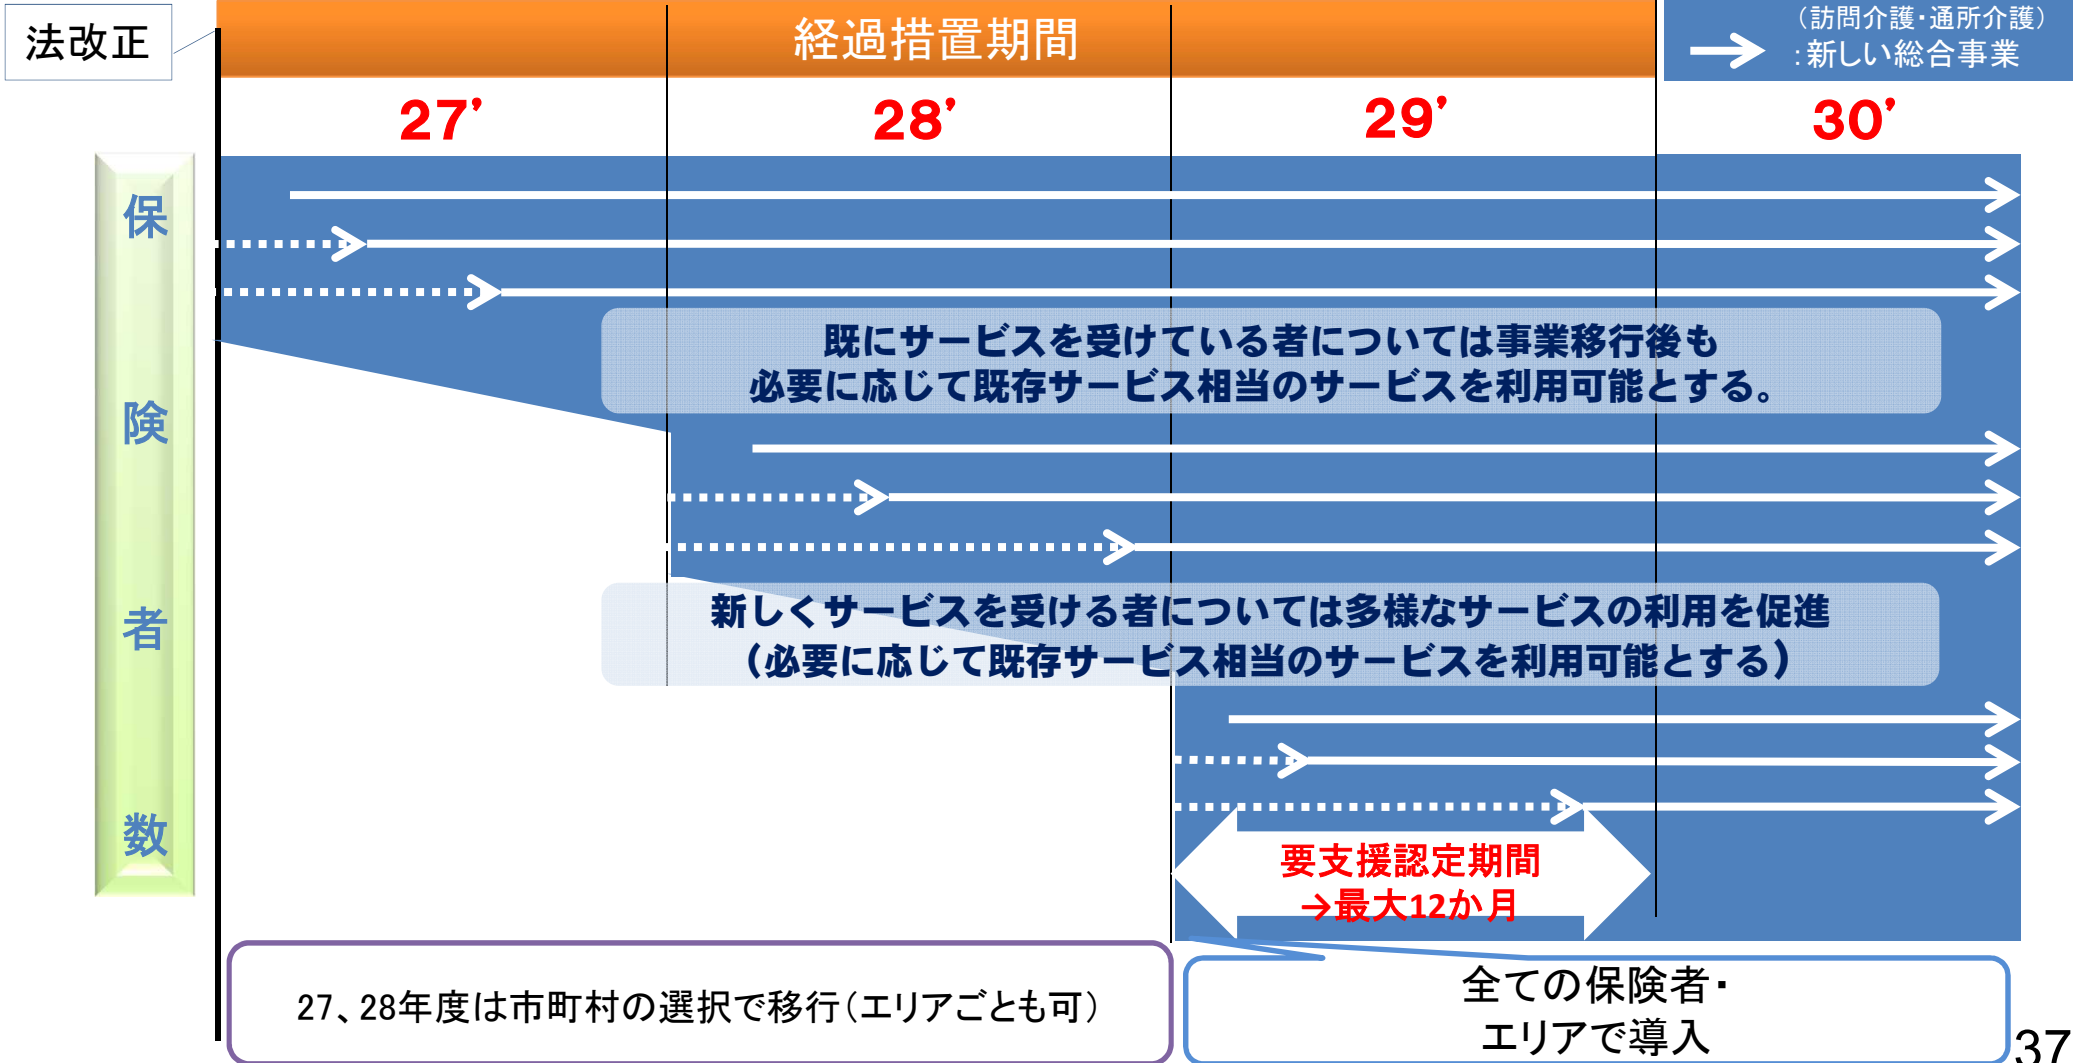 法改正
経過措置期間
（訪問介護・通所介護）
：新しい総合事業
27’
28’
29’
30’
保
険
者
数
既にサービスを受けている者については事業移行後も
必要に応じて既存サービス相当のサービスを利用可能とする。
新しくサービスを受ける者については多様なサービスの利用を促進
（必要に応じて既存サービス相当のサービスを利用可能とする）
要支援認定期間
→最大12か月
27、28年度は市町村の選択で移行（エリアごとも可）
全ての保険者・
エリアで導入
37